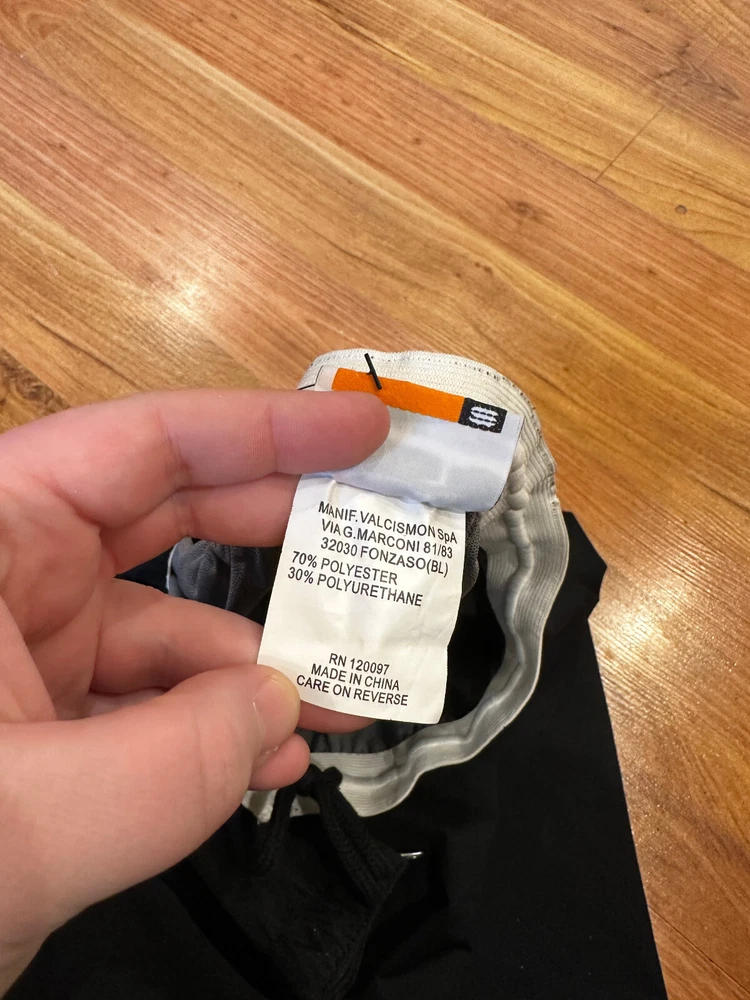 MANIF.VALCISMON SpA
VIA G.MARCONI 81/83
32030 FONZASO(BL)
70% POLYESTER
30% POLYURETHANE
RN 120097
MADE IN CHINA
CARE ON REVERSE